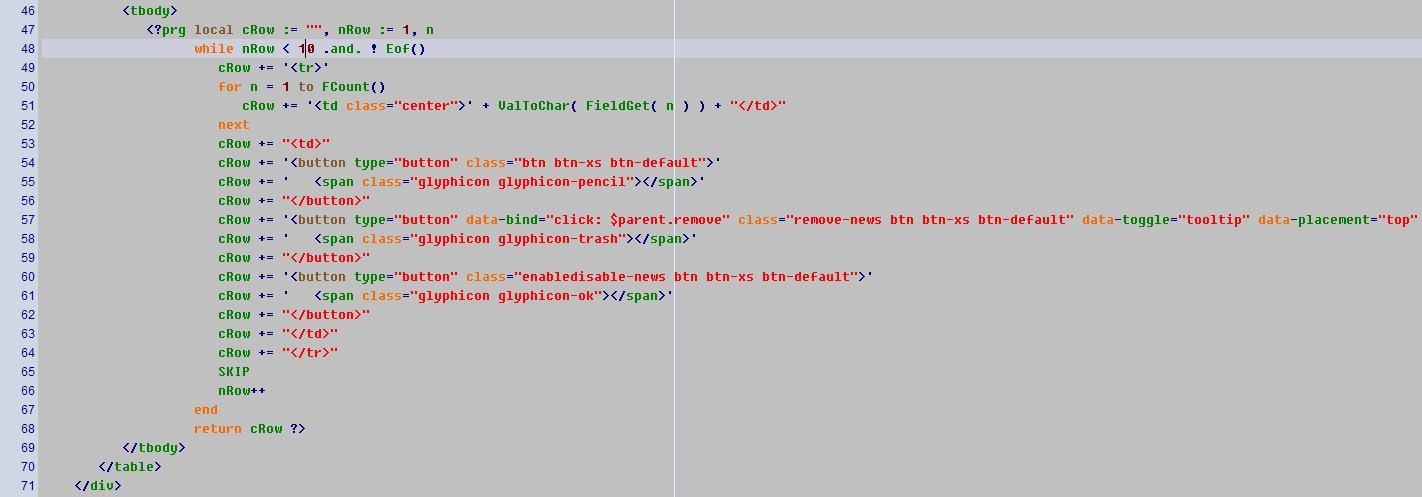 46 <tbody>
47 <?prg local cRow := "", nRow := 1, n
48 while nRow < 10 .and. ! Eof()
49 cRow += '<tr>'
50 for n = 1 to FCount()
51 cRow += '<td class="center">' + ValToChar( FieldGet( n ) ) + "</td>"
52 next
53 cRow += "<td>"
54 cRow += '<button type="button" class="btn btn-xs btn-default">'
55 cRow += '   <span class="glyphicon glyphicon-pencil"></span>'
56 cRow += "</button>"
57 cRow += '<button type="button" data-bind="click: $parent.remove" class="remove-news btn btn-xs btn-default" data-toggle="tooltip" data-placement="top"
58 cRow += '   <span class="glyphicon glyphicon-trash"></span>'
59 cRow += "</button>"
60 cRow += '<button type="button" class="enabledisable-news btn btn-xs btn-default">'
61 cRow += '   <span class="glyphicon glyphicon-ok"></span>'
62 cRow += "</button>"
63 cRow += "</td>"
64 cRow += "</tr>"
65 SKIP
66 nRow++
67 end
68 return cRow ?>
69 </tbody>
70 </table>
71 </div>